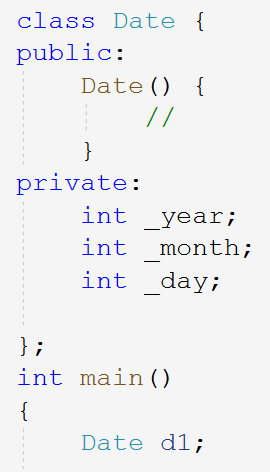 class Date {
public:
    Date() {
        //
    }
private:
    int _year;
    int _month;
    int _day;
};
int main()
{
    Date d1;